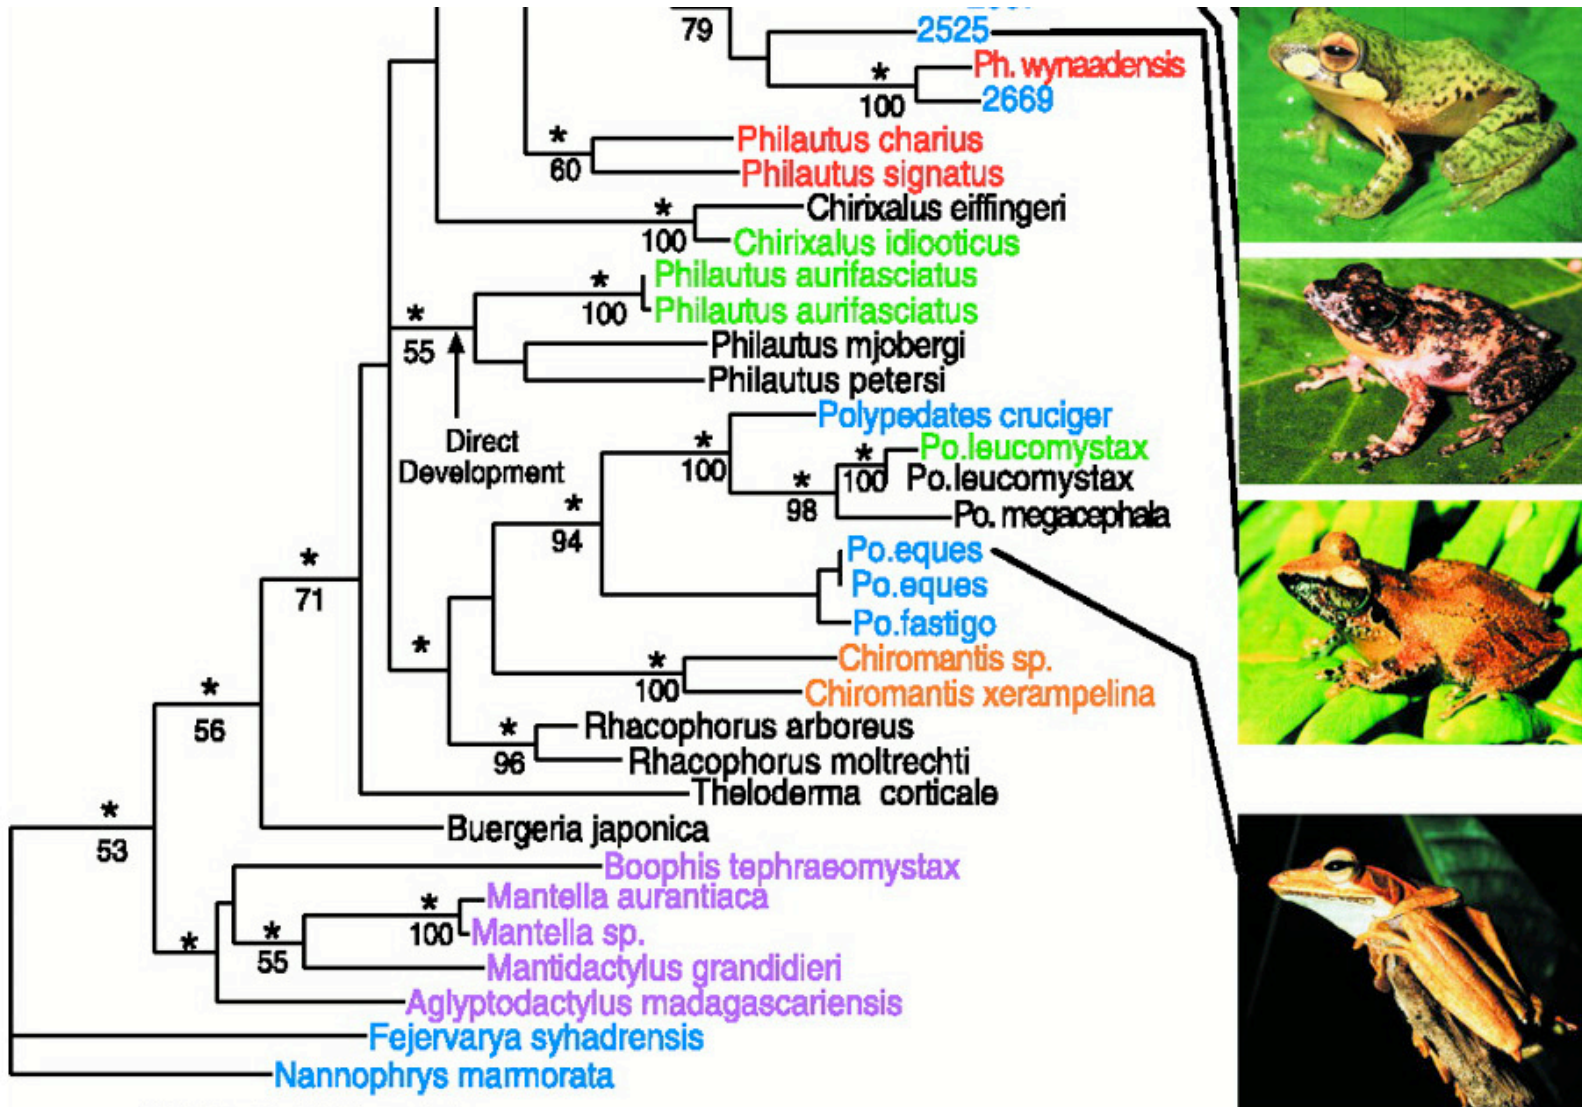 79
2525
*
Ph. wynaadensis
100
2669
*
Philautus charius
60
Philautus signatus
*
Chirixalus eiffingeri
100
Chirixalus idiooticus
*
Philautus aurifasciatus
100
Philautus aurifasciatus
*
55
Philautus mjobergi
Philautus petersi
Direct
Development
Polypedates cruciger
*
100
*
Po.leucomystax
100
Po.leucomystax
*
98
Po. megacephala
*
94
Po.eques
Po.eques
Po.fastigo
*
71
*
*
Chiromantis sp.
100
Chiromantis xerampelina
*
56
*
Rhacophorus arboreus
96
Rhacophorus moltrechti
Theloderma corticale
*
53
Buergeria japonica
Boophis tephraeomystax
*
Mantella aurantiaca
100
Mantella sp.
*
*
55
Mantidactylus grandidieri
Aglyptodactylus madagascariensis
Fejervarya syhadrensis
Nannophrys marmorata